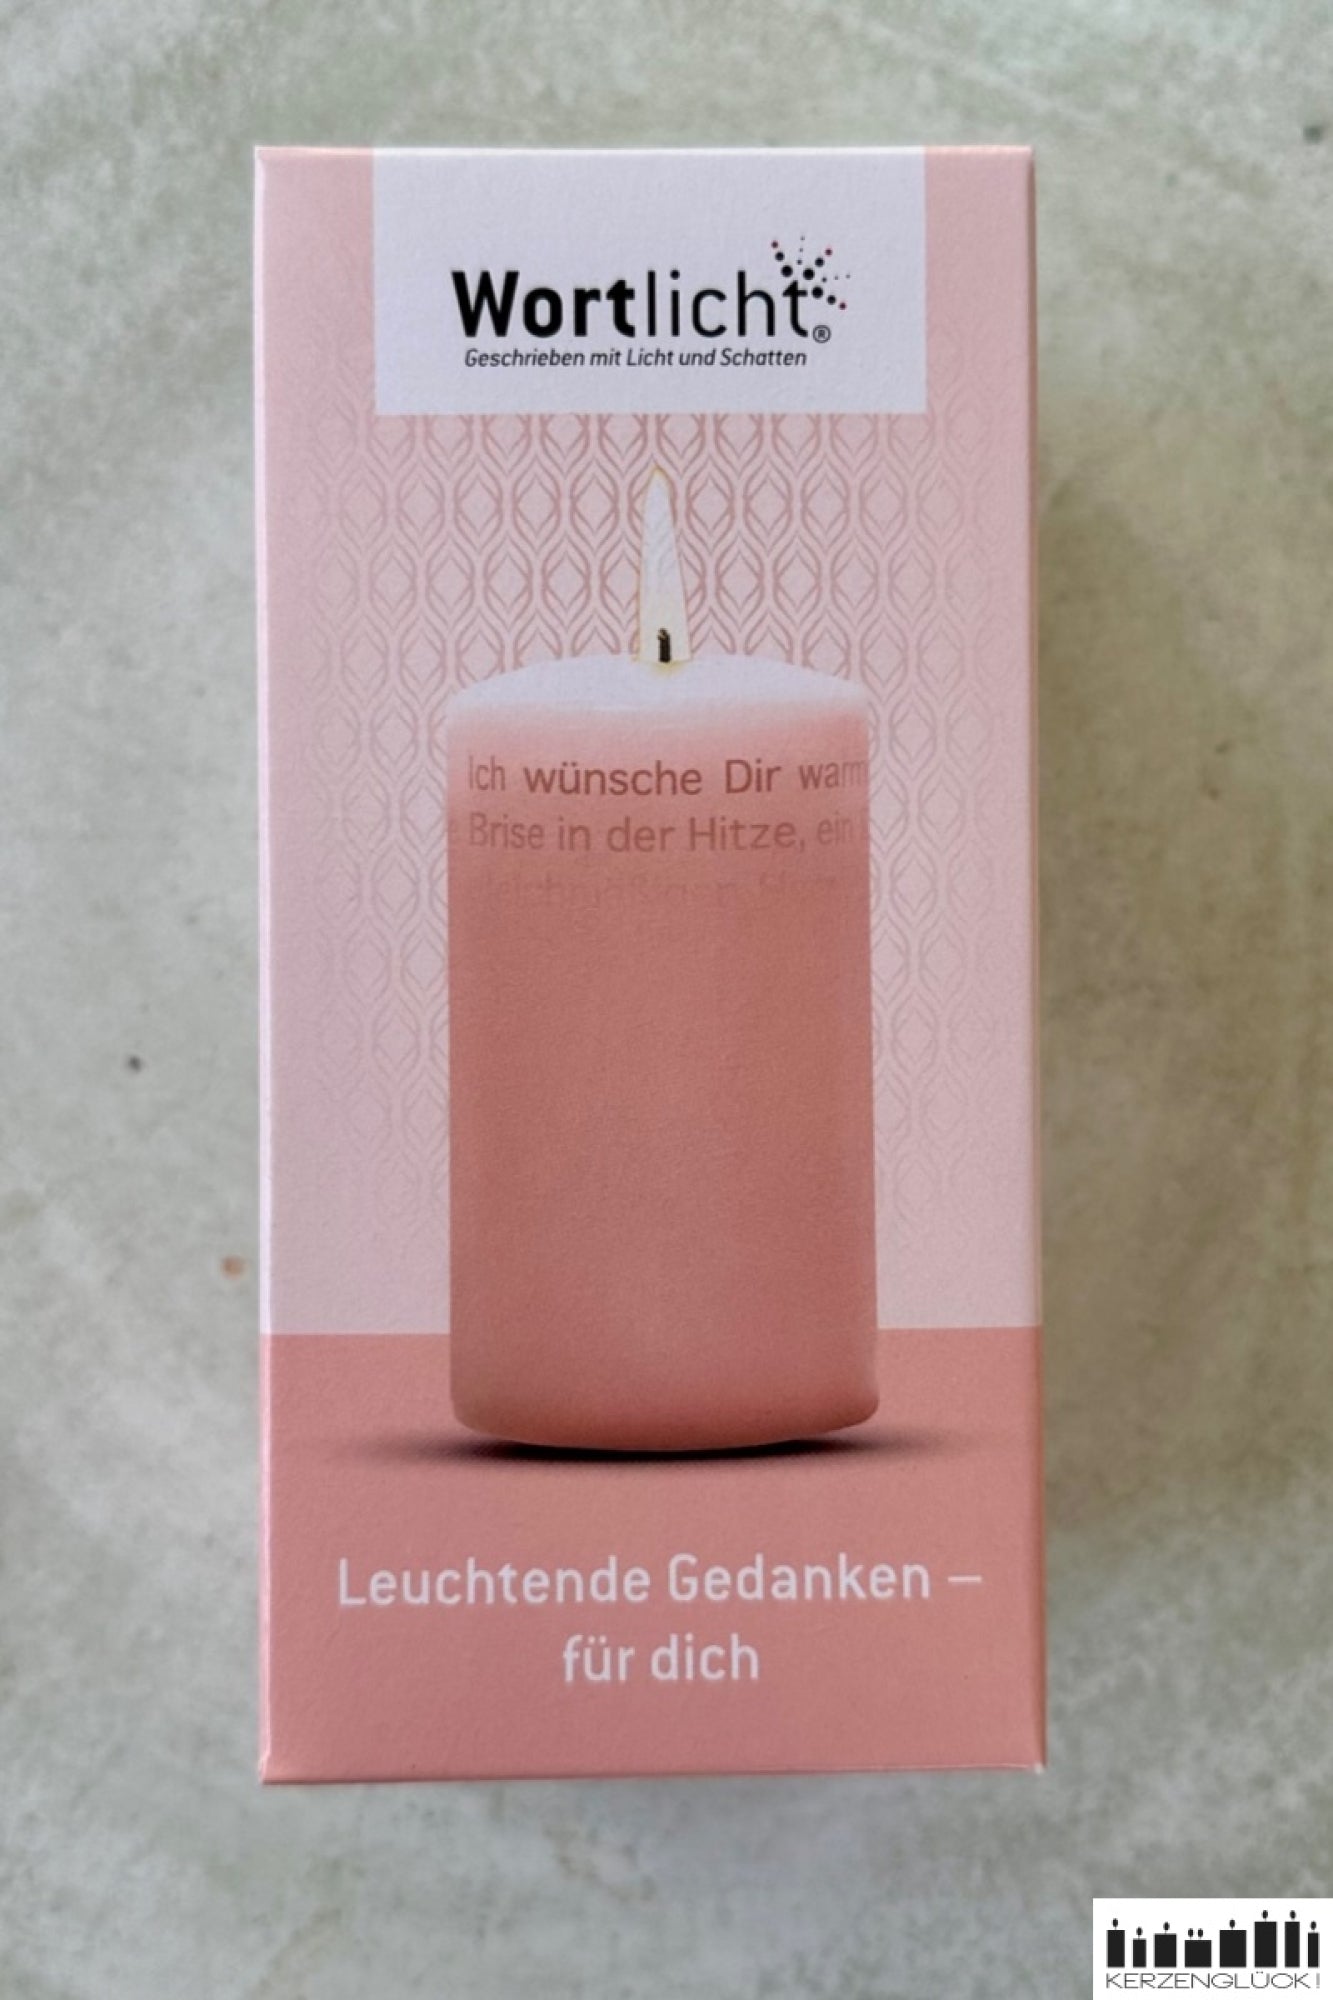 Wortlicht®
Geschrieben mit Licht und Schatten
Ich wünsche Dir warm
e Brise in der Hitze, ein
Leuchtende Gedanken –
für dich
KERZENGLÜCK!